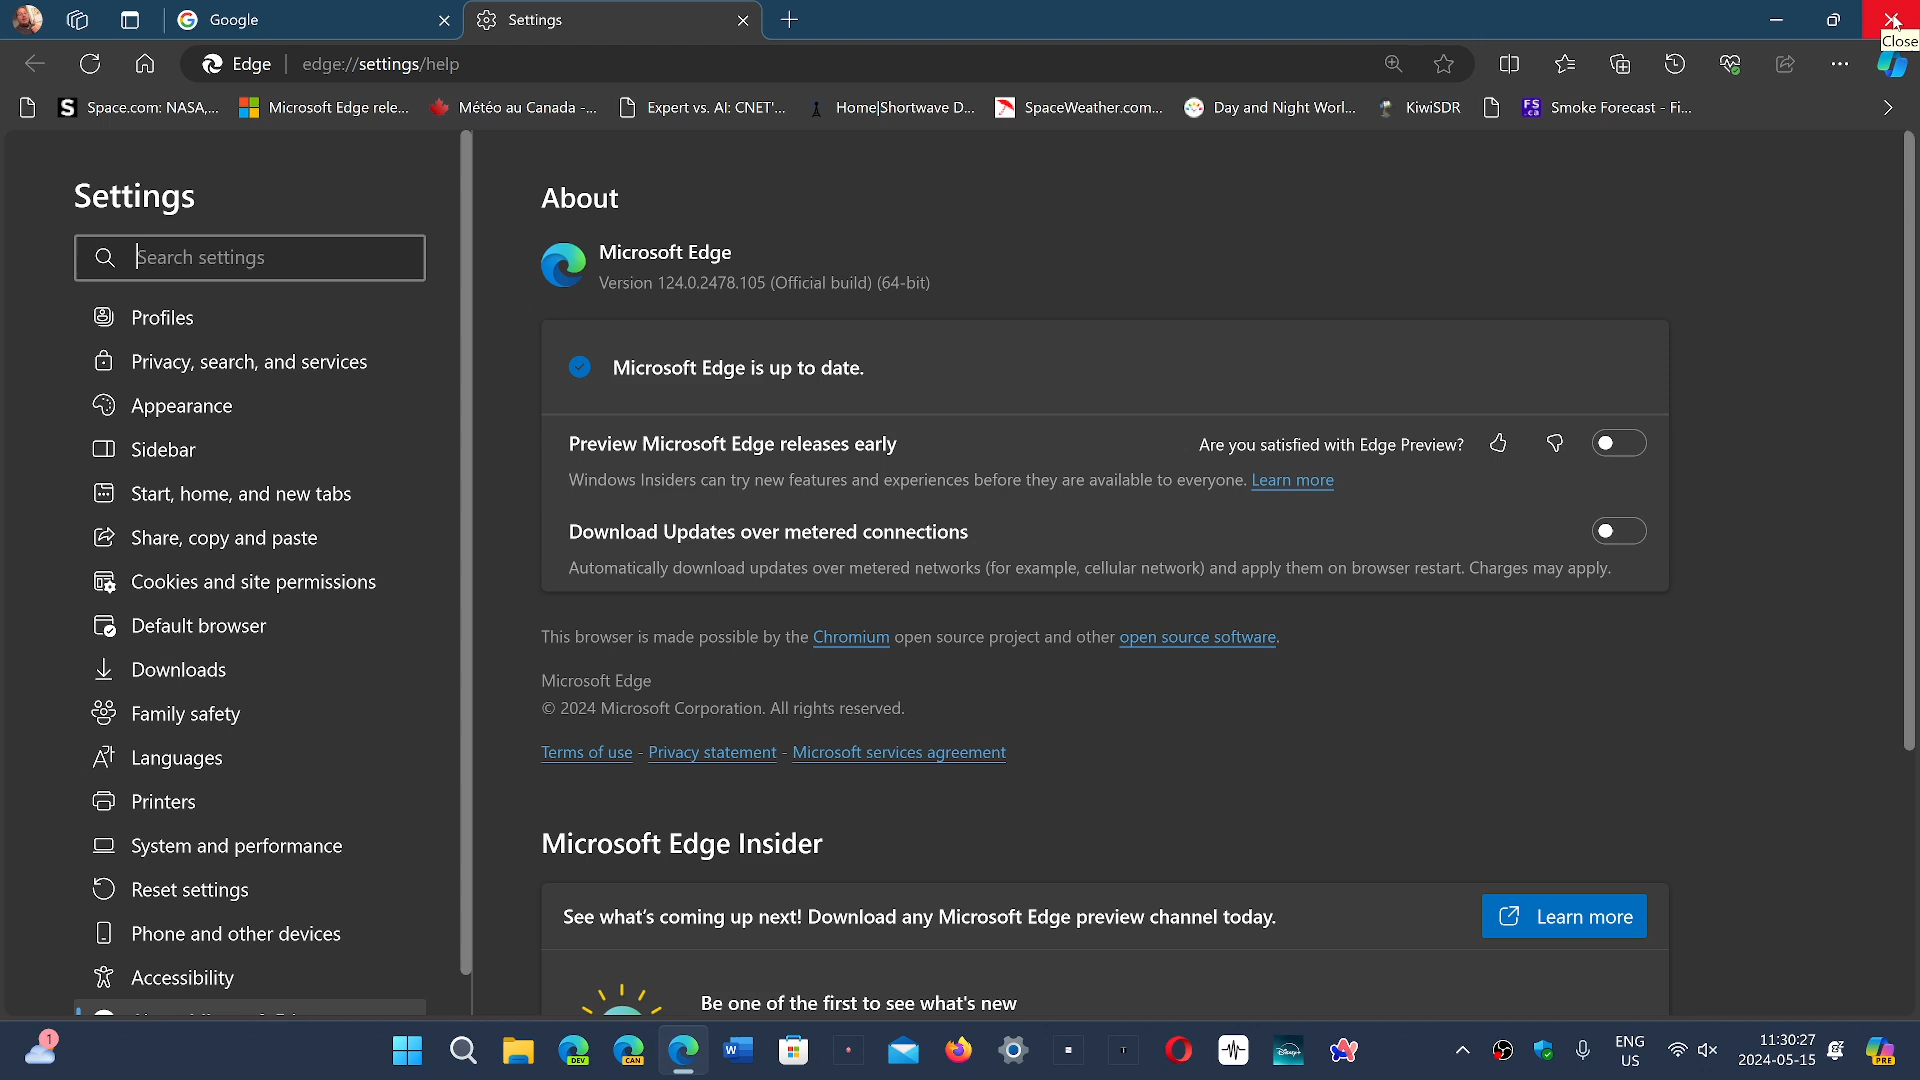 Google
Settings
Close
Edge
edge://settings/help
Space.com: NASA,...
Microsoft Edge rele...
Météo au Canada -...
Expert vs. AI: CNET'...
Home|Shortwave D...
SpaceWeather.com...
Day and Night Worl...
KiwiSDR
FS.ca
Smoke Forecast - Fi...
Settings
Search settings
Profiles
Privacy, search, and services
Appearance
Sidebar
Start, home, and new tabs
Share, copy and paste
Cookies and site permissions
Default browser
Downloads
Family safety
Languages
Printers
System and performance
Reset settings
Phone and other devices
Accessibility
About
Microsoft Edge
Version 124.0.2478.105 (Official build) (64-bit)
Microsoft Edge is up to date.
Preview Microsoft Edge releases early
Are you satisfied with Edge Preview?
Windows Insiders can try new features and experiences before they are available to everyone. Learn more
Download Updates over metered connections
Automatically download updates over metered networks (for example, cellular network) and apply them on browser restart. Charges may apply.
This browser is made possible by the Chromium open source project and other open source software.
Microsoft Edge
© 2024 Microsoft Corporation. All rights reserved.
Terms of use - Privacy statement - Microsoft services agreement
Microsoft Edge Insider
See what's coming up next! Download any Microsoft Edge preview channel today.
Learn more
Be one of the first to see what's new
1
DEV
CAN
Disney+
ENG
US
11:30:27
2024-05-15
PRE